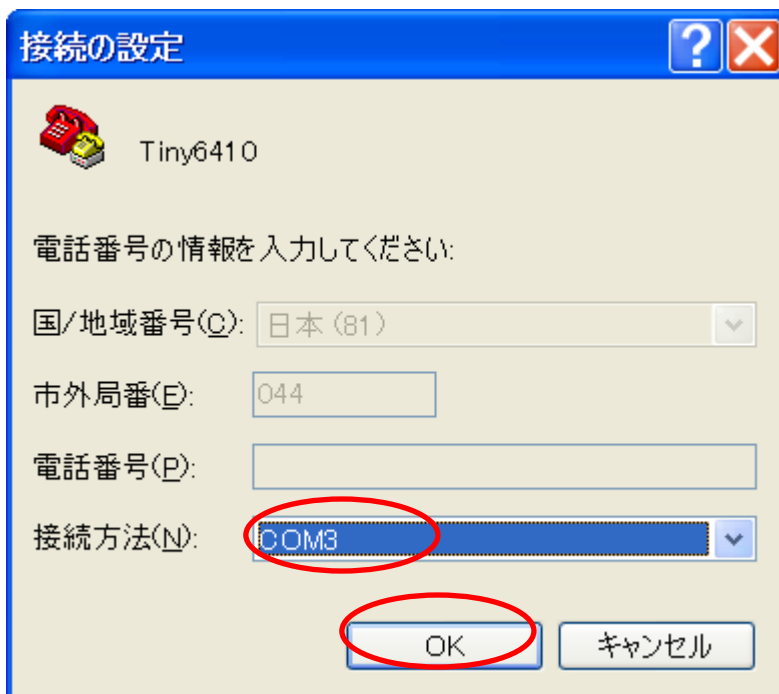 接続の設定
Tiny6410
電話番号の情報を入力してください:
国/地域番号(C): 日本 (81)
市外局番(E): 044
電話番号(P):
接続方法(N): COM3
OK キャンセル